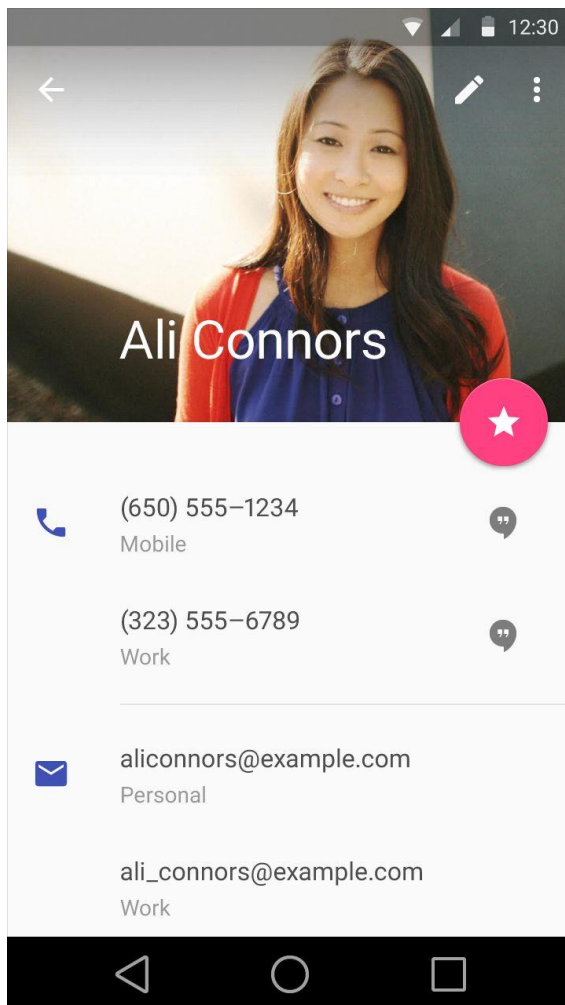 12:30
Ali Connors
(650) 555–1234
Mobile
(323) 555–6789
Work
aliconnors@example.com
Personal
ali_connors@example.com
Work